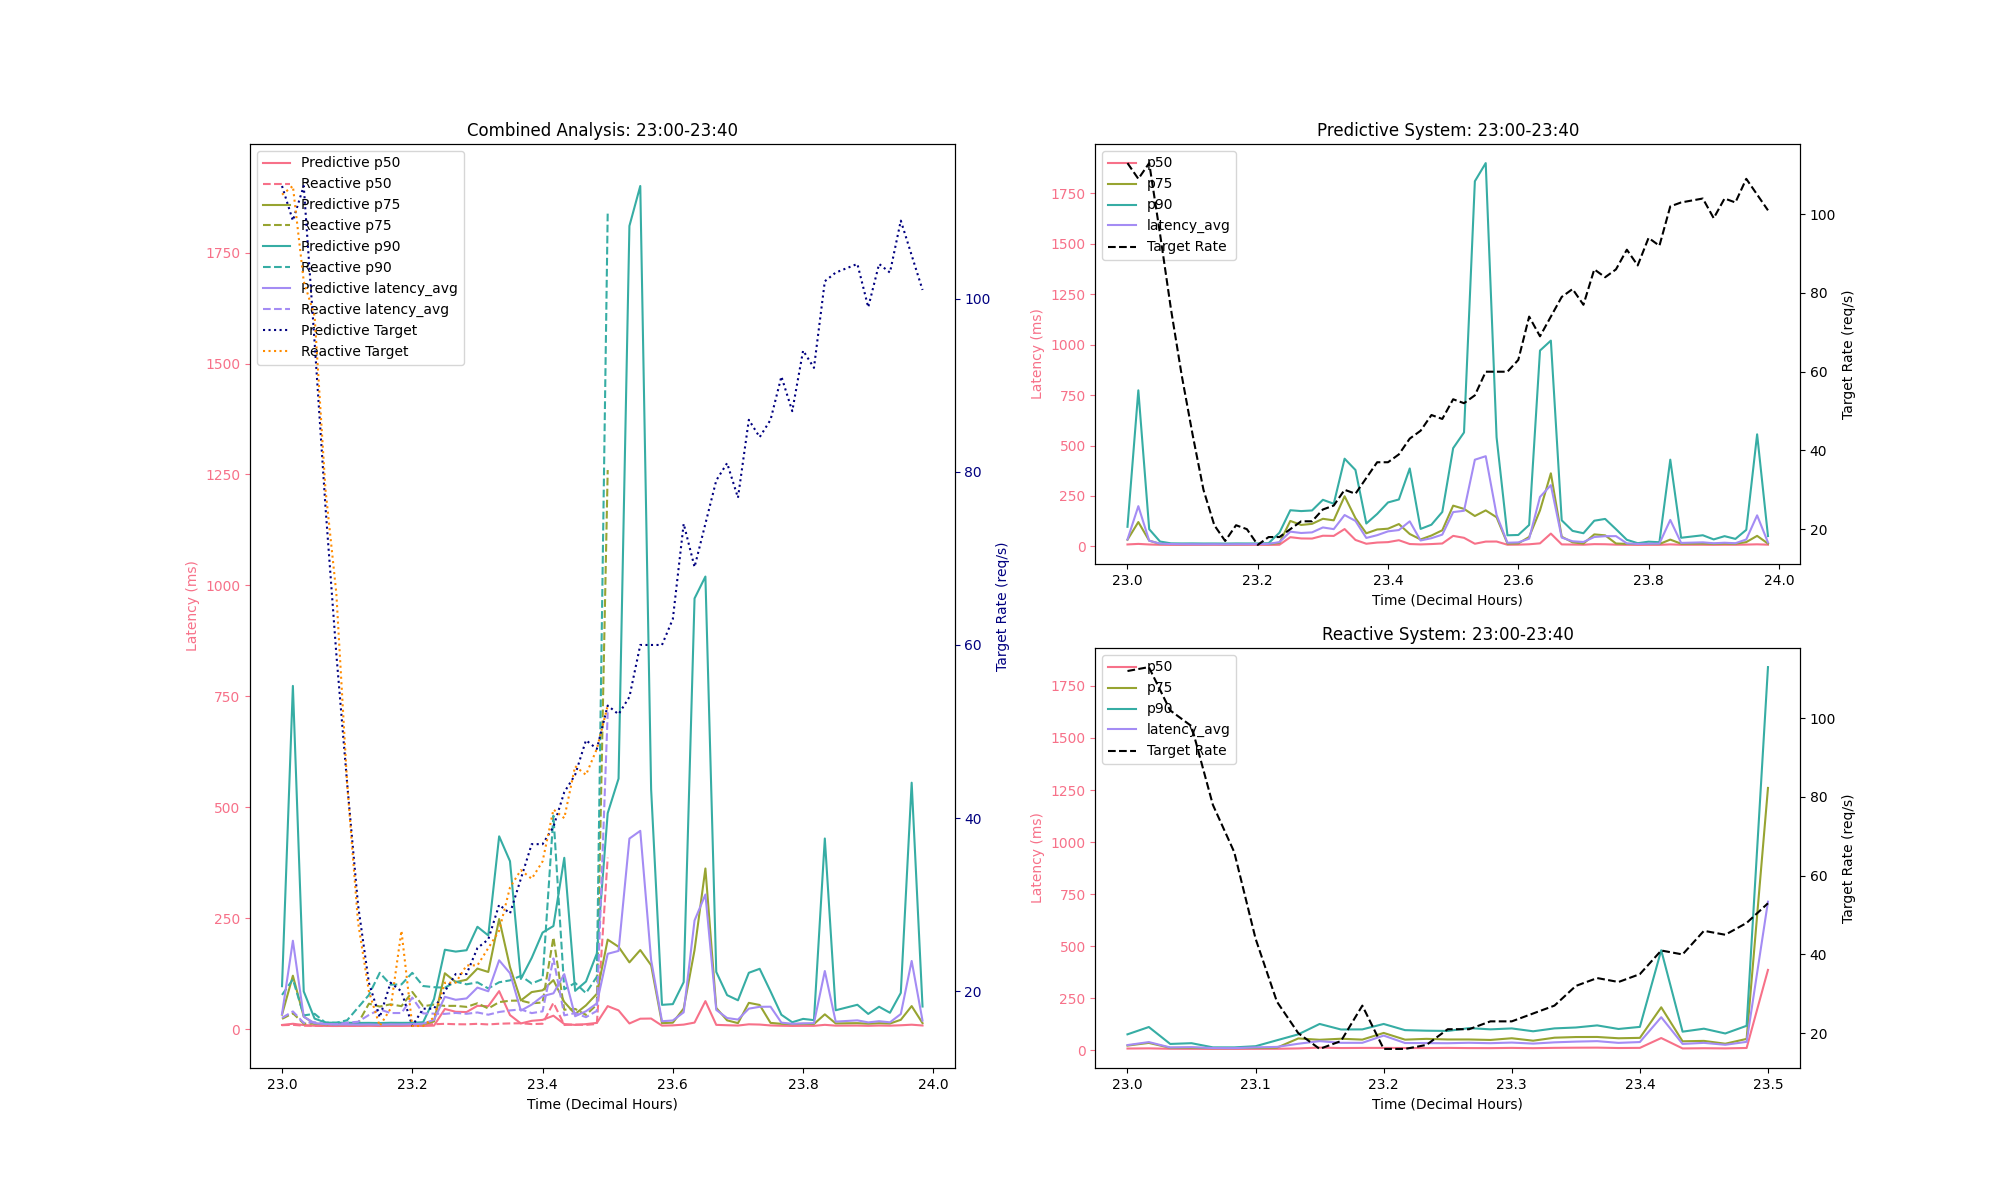 Combined Analysis: 23:00-23:40
Predictive p50
Reactive p50
Predictive p75
Reactive p75
Predictive p90
Reactive p90
Predictive latency_avg
Reactive latency_avg
Predictive Target
Reactive Target
1750
1500
1250
1000
750
500
250
0
Latency (ms)
100
80
60
40
20
Target Rate (req/s)
23.0 23.2 23.4 23.6 23.8 24.0
Time (Decimal Hours)
Predictive System: 23:00-23:40
p50
p75
p90
latency_avg
Target Rate
1750
1500
1250
1000
750
500
250
0
Latency (ms)
100
80
60
40
20
Target Rate (req/s)
23.0 23.2 23.4 23.6 23.8 24.0
Time (Decimal Hours)
Reactive System: 23:00-23:40
p50
p75
p90
latency_avg
Target Rate
1750
1500
1250
1000
750
500
250
0
Latency (ms)
100
80
60
40
20
Target Rate (req/s)
23.0 23.1 23.2 23.3 23.4 23.5
Time (Decimal Hours)